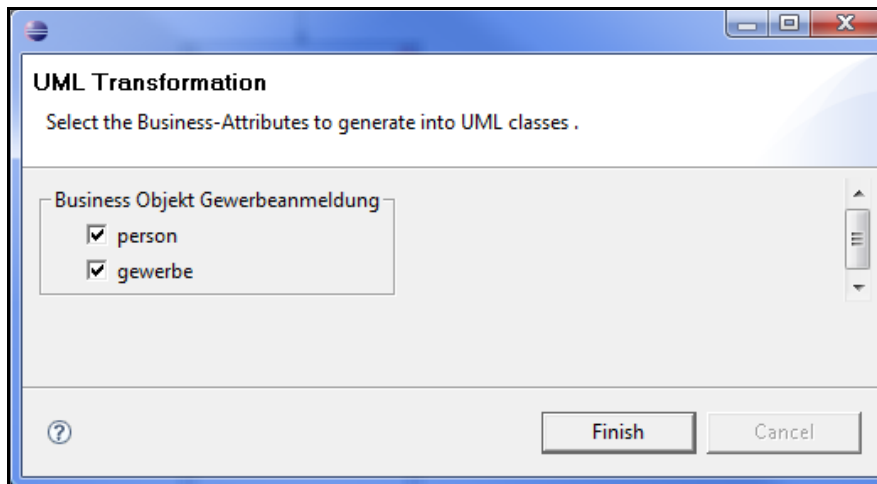 UML Transformation
Select the Business-Attributes to generate into UML classes .
Business Objekt Gewerbeanmeldung
person
gewerbe
?
Finish
Cancel